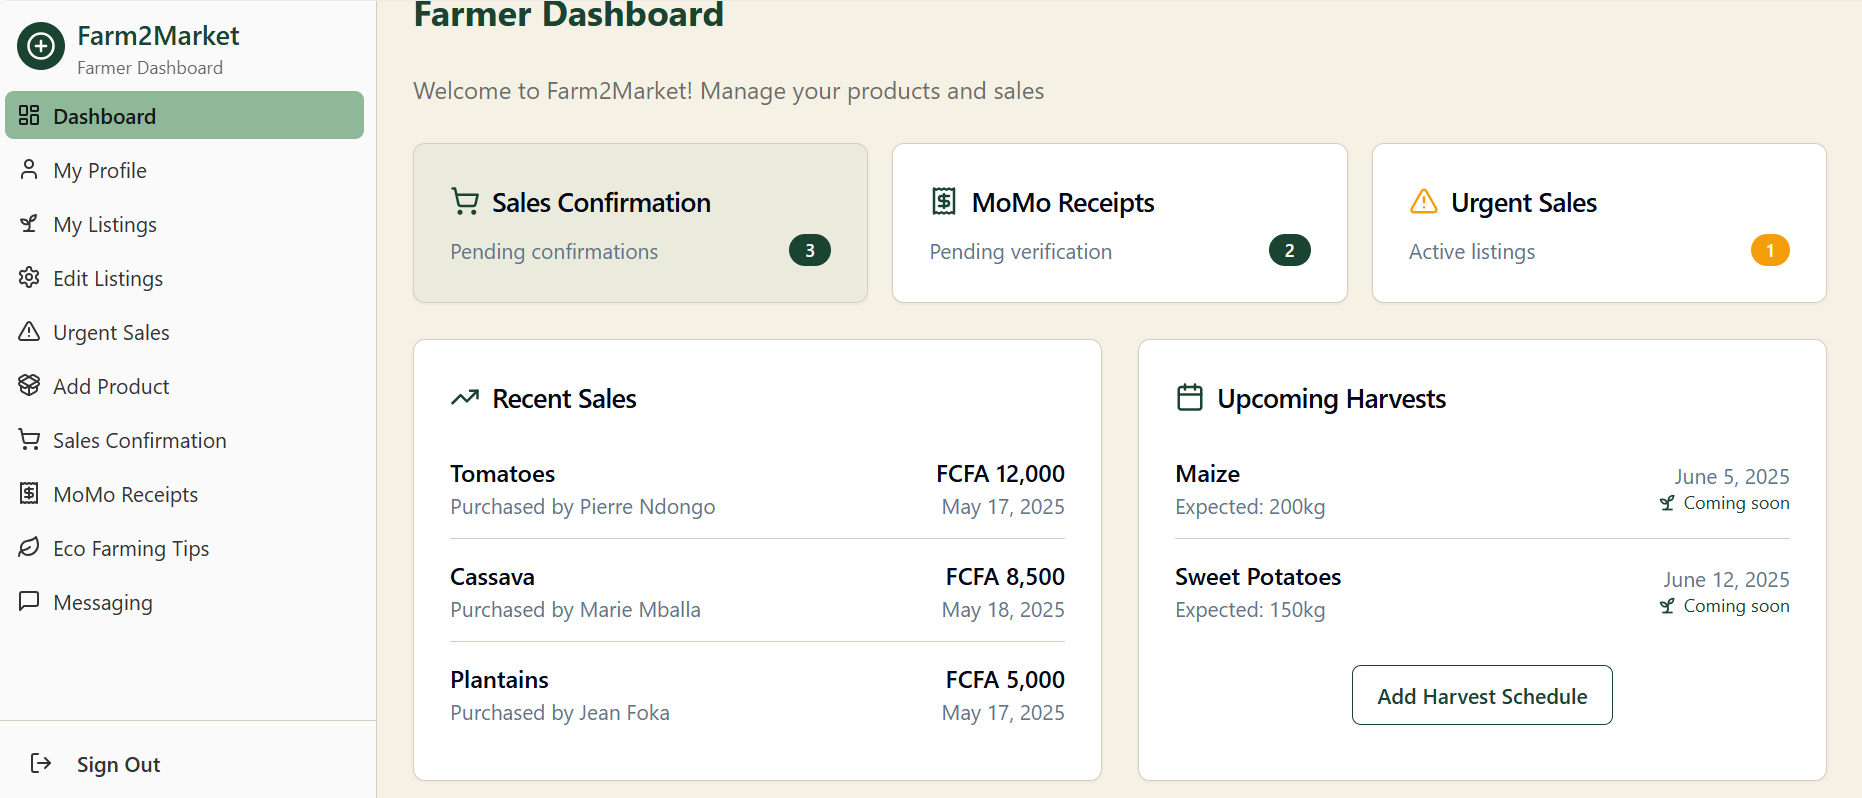 Farm2Market
Farmer Dashboard
Dashboard
My Profile
My Listings
Edit Listings
Urgent Sales
Add Product
Sales Confirmation
MoMo Receipts
Eco Farming Tips
Messaging
Sign Out
Farmer Dashboard
Welcome to Farm2Market! Manage your products and sales
Sales Confirmation
Pending confirmations 3
MoMo Receipts
Pending verification 2
Urgent Sales
Active listings 1
Recent Sales
Tomatoes FCFA 12,000
Purchased by Pierre Ndongo May 17, 2025
Cassava FCFA 8,500
Purchased by Marie Mballa May 18, 2025
Plantains FCFA 5,000
Purchased by Jean Foka May 17, 2025
Upcoming Harvests
Maize June 5, 2025
Expected: 200kg Coming soon
Sweet Potatoes June 12, 2025
Expected: 150kg Coming soon
Add Harvest Schedule